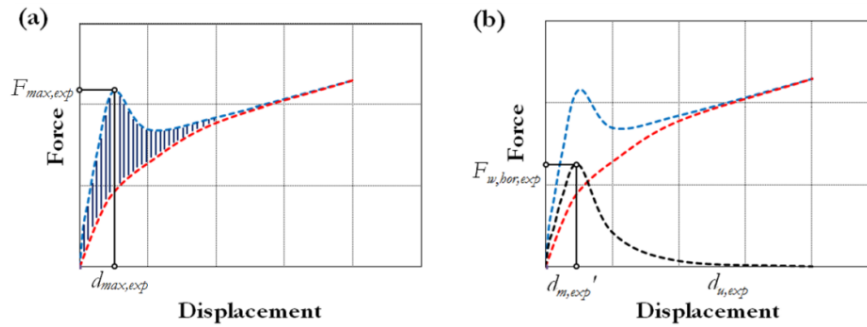 (a)
F_max,exp
Force
d_max,exp
Displacement
(b)
Force
F_w,hor,exp
d_m,exp'
d_u,exp
Displacement